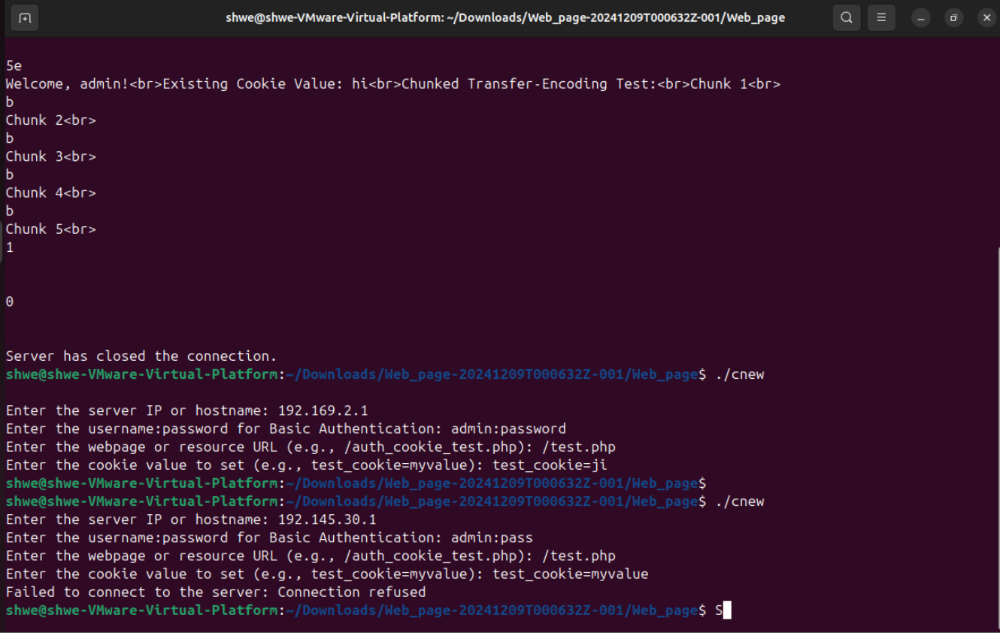 shwe@shwe-VMware-Virtual-Platform: ~/Downloads/Web_page-20241209T000632Z-001/Web_page
5e
Welcome, admin!<br>Existing Cookie Value: hi<br>Chunked Transfer-Encoding Test:<br>Chunk 1<br>
b
Chunk 2<br>
b
Chunk 3<br>
b
Chunk 4<br>
b
Chunk 5<br>
1
0
Server has closed the connection.
shwe@shwe-VMware-Virtual-Platform:~/Downloads/Web_page-20241209T000632Z-001/Web_page$ ./cnew
Enter the server IP or hostname: 192.169.2.1
Enter the username:password for Basic Authentication: admin:password
Enter the webpage or resource URL (e.g., /auth_cookie_test.php): /test.php
Enter the cookie value to set (e.g., test_cookie=myvalue): test_cookie=ji
shwe@shwe-VMware-Virtual-Platform:~/Downloads/Web_page-20241209T000632Z-001/Web_page$
shwe@shwe-VMware-Virtual-Platform:~/Downloads/Web_page-20241209T000632Z-001/Web_page$ ./cnew
Enter the server IP or hostname: 192.145.30.1
Enter the username:password for Basic Authentication: admin:pass
Enter the webpage or resource URL (e.g., /auth_cookie_test.php): /test.php
Enter the cookie value to set (e.g., test_cookie=myvalue): test_cookie=myvalue
Failed to connect to the server: Connection refused
shwe@shwe-VMware-Virtual-Platform:~/Downloads/Web_page-20241209T000632Z-001/Web_page$ S